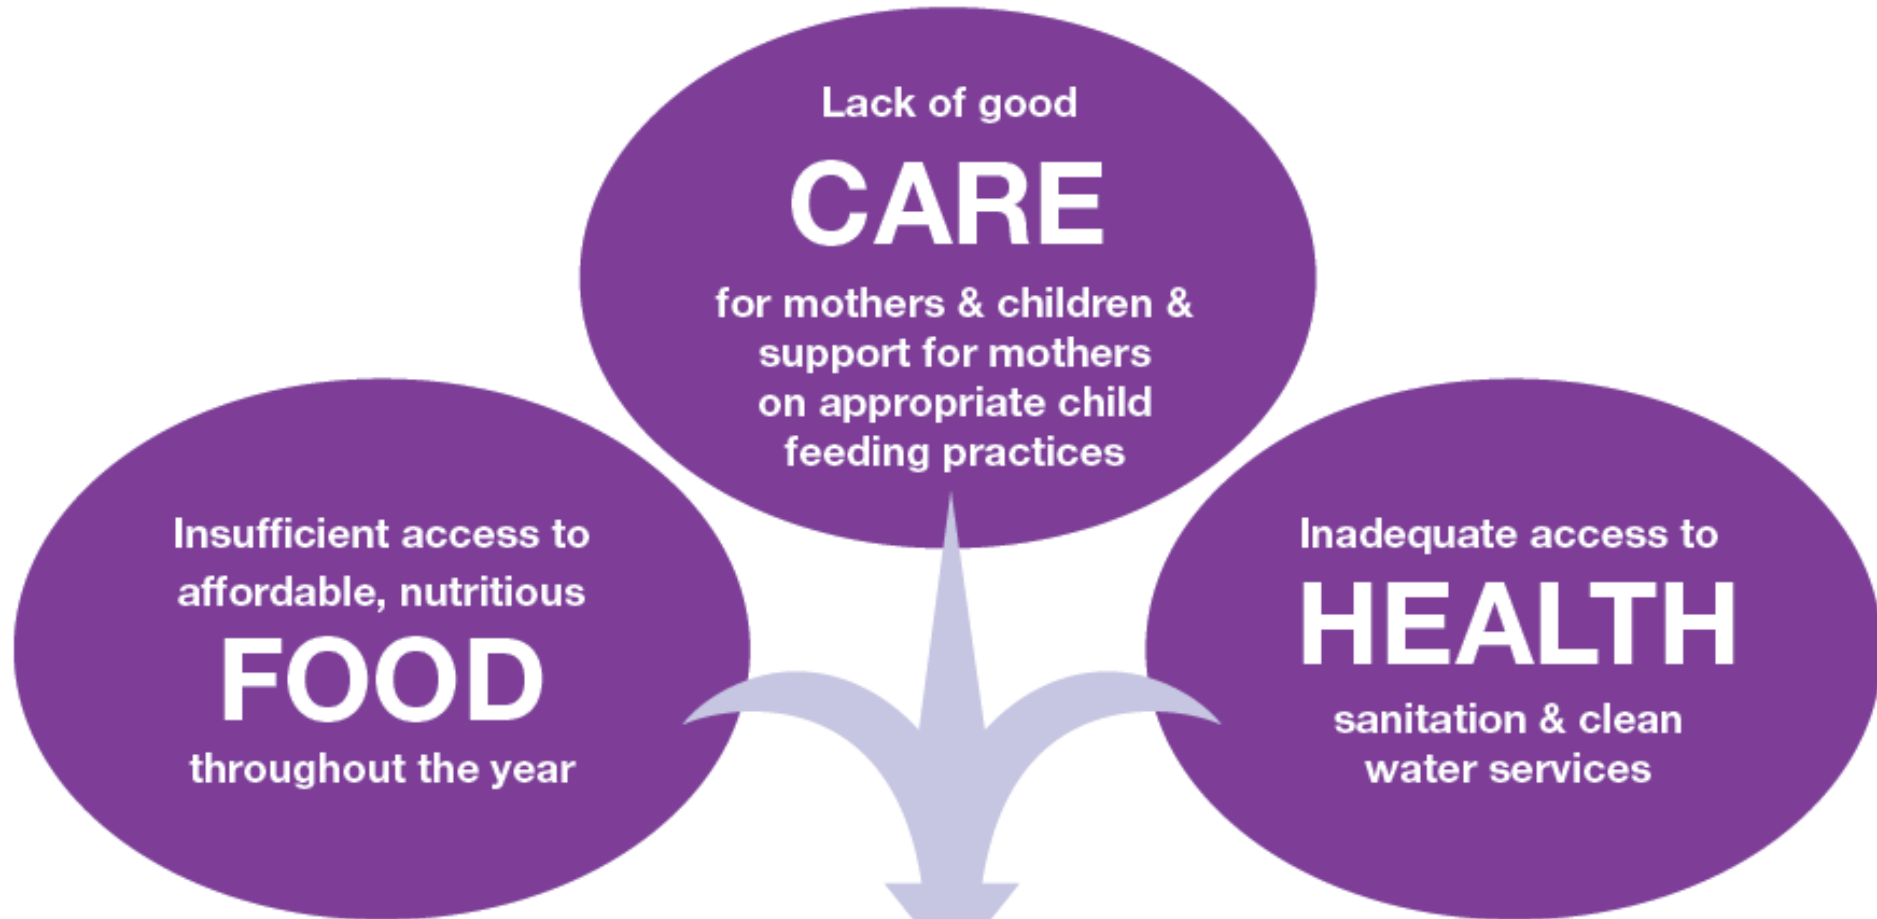 Lack of good
CARE
for mothers & children &
support for mothers
on appropriate child
feeding practices
Insufficient access to
affordable, nutritious
FOOD
throughout the year
Inadequate access to
HEALTH
sanitation & clean
water services